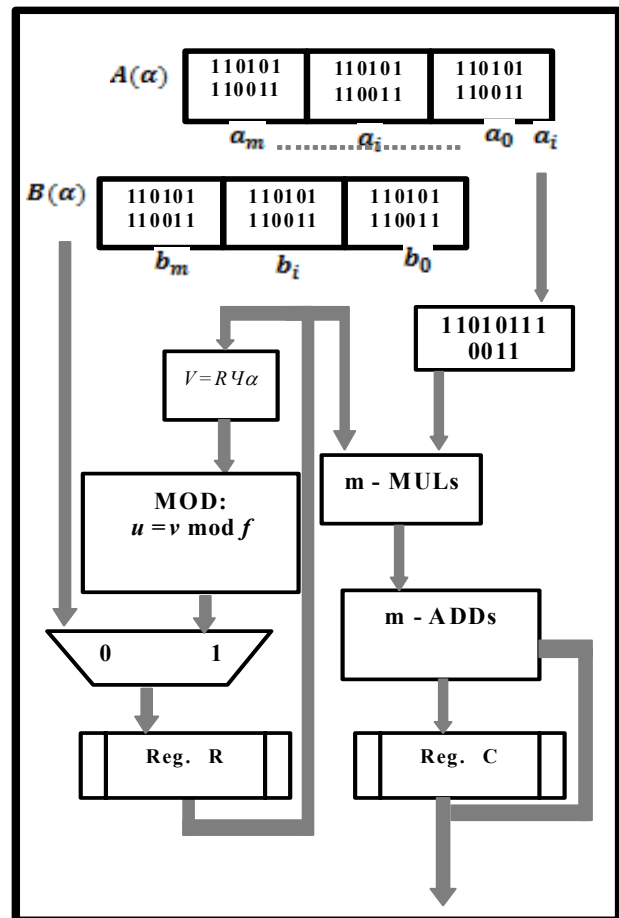 A(α)
110101 110101 110101
110011 110011 110011
a_m a_i a_0 a_i
B(α)
110101 110101 110101
110011 110011 110011
b_m b_i b_0
11010111
0011
V=RЧα
m - MULs
MOD:
u = v mod f
m - ADDs
0 1
Reg. R
Reg. C